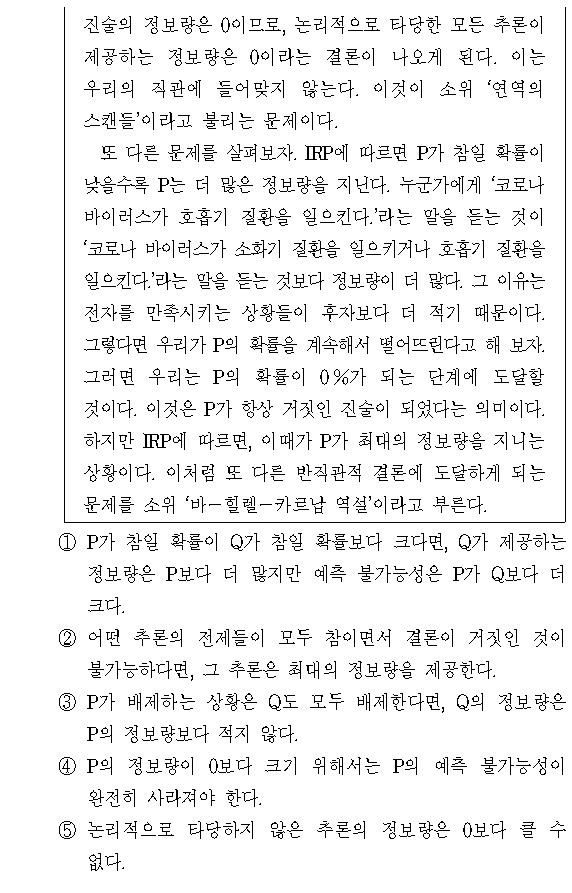 진술의 정보량은 0이므로, 논리적으로 타당한 모든 추론이
제공하는 정보량은 0이라는 결론이 나오게 된다. 이는
우리의 직관에 들어맞지 않는다. 이것이 소위 ‘연역의
스캔들’이라고 불리는 문제이다.
또 다른 문제를 살펴보자. IRP에 따르면 P가 참일 확률이
낮을수록 P는 더 많은 정보량을 지닌다. 누군가에게 ‘코로나
바이러스가 호흡기 질환을 일으킨다.’라는 말을 듣는 것이
‘코로나 바이러스가 소화기 질환을 일으키거나 호흡기 질환을
일으킨다.’라는 말을 듣는 것보다 정보량이 더 많다. 그 이유는
전자를 만족시키는 상황들이 후자보다 더 적기 때문이다.
그렇다면 우리가 P의 확률을 계속해서 떨어뜨린다고 해 보자.
그러면 우리는 P의 확률이 0%가 되는 단계에 도달할
것이다. 이것은 P가 항상 거짓인 진술이 되었다는 의미이다.
하지만 IRP에 따르면, 이때가 P가 최대의 정보량을 지니는
상황이다. 이처럼 또 다른 반직관적 결론에 도달하게 되는
문제를 소위 ‘바－힐렐－카르납 역설’이라고 부른다.
① P가 참일 확률이 Q가 참일 확률보다 크다면, Q가 제공하는
정보량은 P보다 더 많지만 예측 불가능성은 P가 Q보다 더
크다.
② 어떤 추론의 전제들이 모두 참이면서 결론이 거짓인 것이
불가능하다면, 그 추론은 최대의 정보량을 제공한다.
③ P가 배제하는 상황은 Q도 모두 배제한다면, Q의 정보량은
P의 정보량보다 적지 않다.
④ P의 정보량이 0보다 크기 위해서는 P의 예측 불가능성이
완전히 사라져야 한다.
⑤ 논리적으로 타당하지 않은 추론의 정보량은 0보다 클 수
없다.